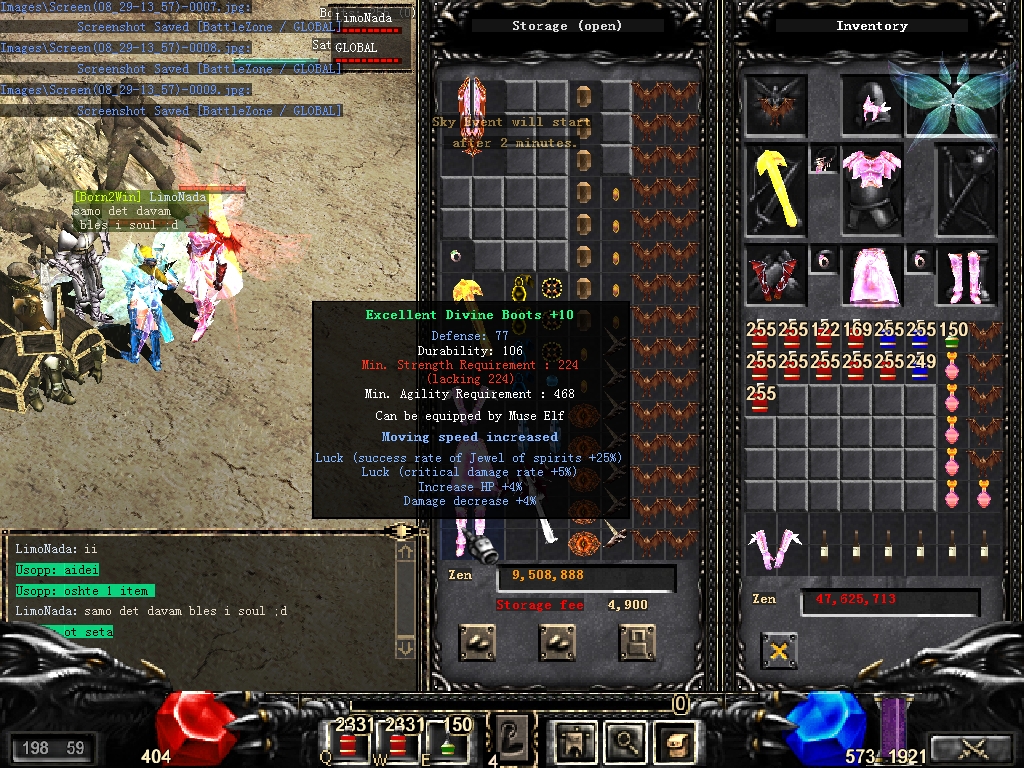 Images\Screen(08_29-13_57)-0007.jpg:
Screenshot Saved [BattleZone / GLOBAL]
Images\Screen(08_29-13_57)-0008.jpg:
Screenshot Saved [BattleZone / GLOBAL]
Images\Screen(08_29-13_57)-0009.jpg:
Screenshot Saved [BattleZone / GLOBAL]
LimoNada
GLOBAL
[Born2Win] LimoNada
samo det davam
bles i soul ;d
Storage (open)
Sky Event will start
after 2 minutes.
Excellent Divine Boots +10
Defense: 77
Durability: 106
Min. Strength Requirement : 224
(lacking 224)
Min. Agility Requirement : 468
Can be equipped by Muse Elf
Moving speed increased
Luck (success rate of Jewel of spirits +25%)
Luck (critical damage rate +5%)
Increase HP +4%
Damage decrease +4%
Zen
9,508,888
Storage fee 4,900
Inventory
255 255 122 169 255 255 150
255 255 255 255 255 249
255
Zen
47,625,713
LimoNada: ii
Usopp: aidei
Usopp: oshte 1 item
LimoNada: samo det davam bles i soul ;d
ot seta
198 59
404
2331 2331 150
Q W E
4
0
573 1921